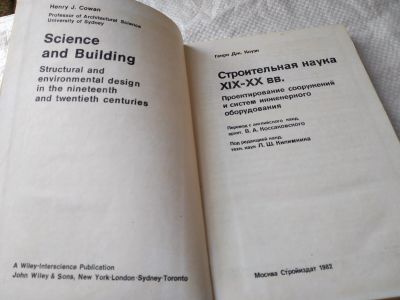 Henry J. Cowan
Professor of Architectural Science
University of Sydney
Science
and Building
Structural and
environmental design
in the nineteenth
and twentieth centuries
A Wiley-Interscience Publication
John Wiley & Sons, New York·London·Sydney·Toronto
Генри Дж. Коуэн
Строительная наука
XIX-XX вв.
Проектирование сооружений
и систем инженерного
оборудования
Перевод с английского канд.
архит. В. А. Коссаковского
Под редакцией канд.
техн. наук Л. Ш. Килимника
Москва Стройиздат 1982